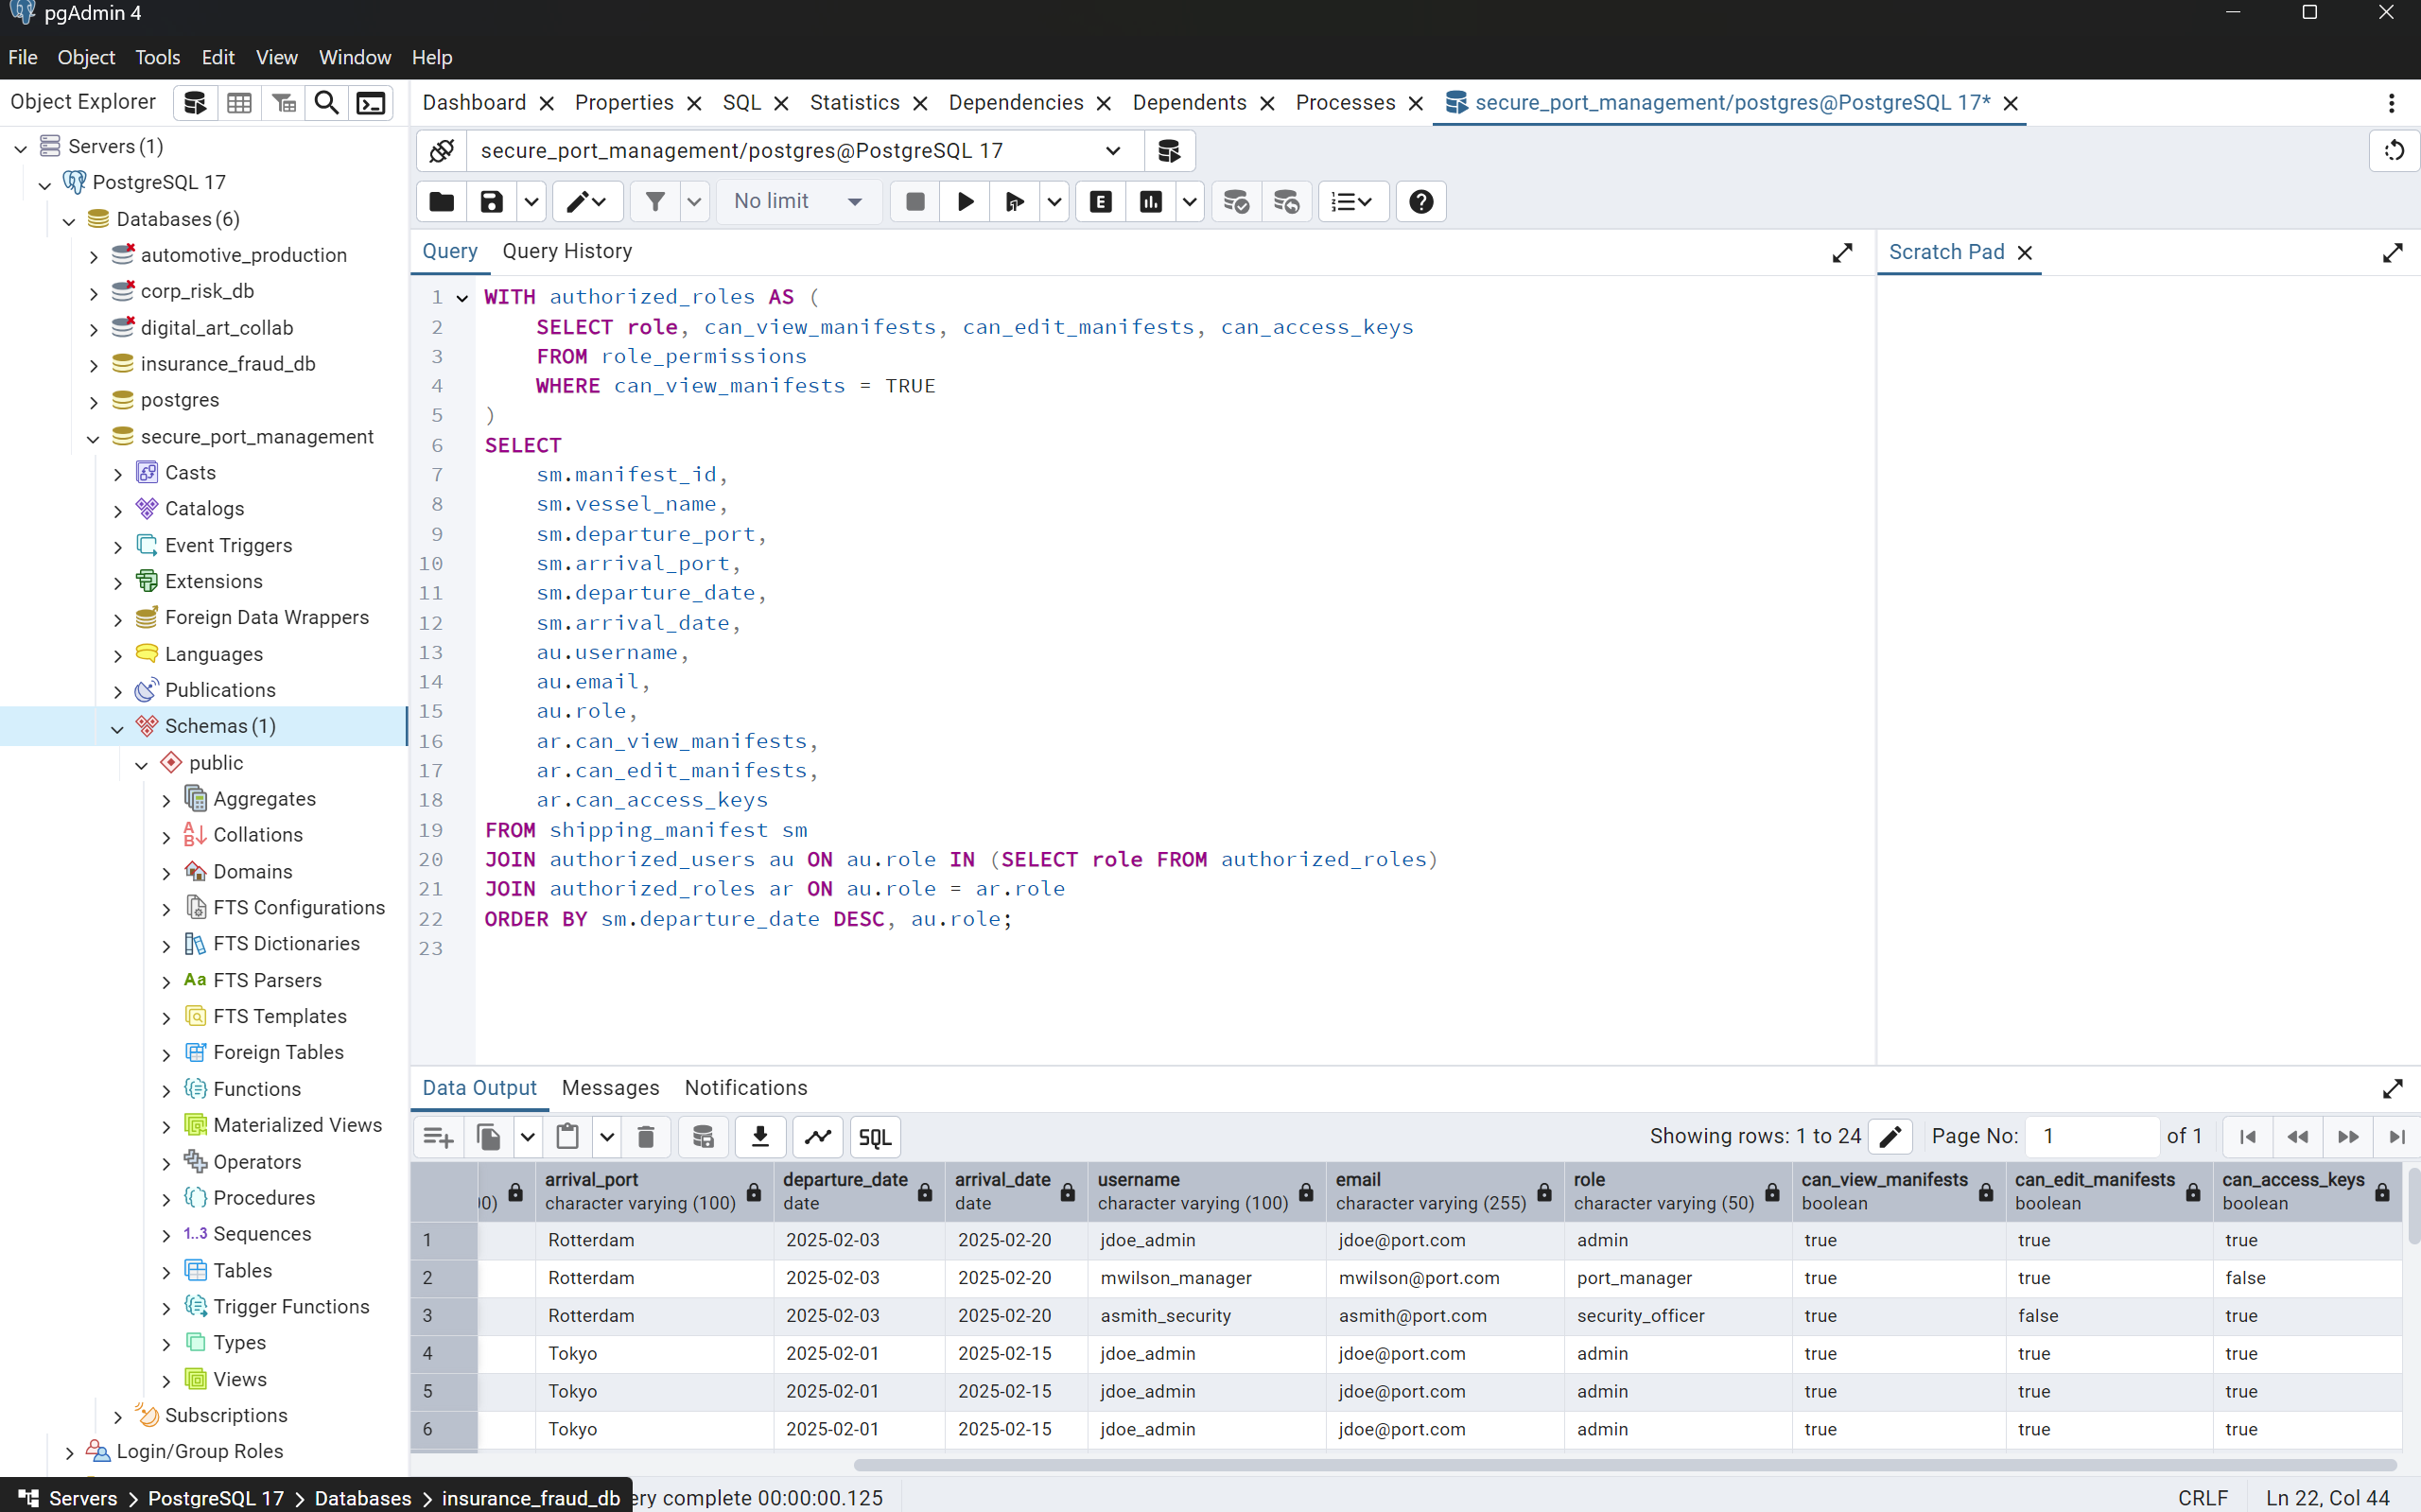 pgAdmin 4
File Object Tools Edit View Window Help
Object Explorer
Servers (1)
PostgreSQL 17
Databases (6)
automotive_production
corp_risk_db
digital_art_collab
insurance_fraud_db
postgres
secure_port_management
Casts
Catalogs
Event Triggers
Extensions
Foreign Data Wrappers
Languages
Publications
Schemas (1)
public
Aggregates
Collations
Domains
FTS Configurations
FTS Dictionaries
Aa FTS Parsers
FTS Templates
Foreign Tables
Functions
Materialized Views
Operators
Procedures
1..3 Sequences
Tables
Trigger Functions
Types
Views
Subscriptions
Login/Group Roles
Servers > PostgreSQL 17 > Databases > insurance_fraud_db
Dashboard Properties SQL Statistics Dependencies Dependents Processes secure_port_management/postgres@PostgreSQL 17*
secure_port_management/postgres@PostgreSQL 17
No limit
E
Query Query History
Scratch Pad
1 WITH authorized_roles AS (
2 SELECT role, can_view_manifests, can_edit_manifests, can_access_keys
3 FROM role_permissions
4 WHERE can_view_manifests = TRUE
5 )
6 SELECT
7 sm.manifest_id,
8 sm.vessel_name,
9 sm.departure_port,
10 sm.arrival_port,
11 sm.departure_date,
12 sm.arrival_date,
13 au.username,
14 au.email,
15 au.role,
16 ar.can_view_manifests,
17 ar.can_edit_manifests,
18 ar.can_access_keys
19 FROM shipping_manifest sm
20 JOIN authorized_users au ON au.role IN (SELECT role FROM authorized_roles)
21 JOIN authorized_roles ar ON au.role = ar.role
22 ORDER BY sm.departure_date DESC, au.role;
23
Data Output Messages Notifications
SQL
Showing rows: 1 to 24
Page No: 1 of 1
arrival_port departure_date arrival_date username email role can_view_manifests can_edit_manifests can_access_keys
00) character varying (100) date date character varying (100) character varying (255) character varying (50) boolean boolean boolean
1 Rotterdam 2025-02-03 2025-02-20 jdoe_admin jdoe@port.com admin true true true
2 Rotterdam 2025-02-03 2025-02-20 mwilson_manager mwilson@port.com port_manager true true false
3 Rotterdam 2025-02-03 2025-02-20 asmith_security asmith@port.com security_officer true false true
4 Tokyo 2025-02-01 2025-02-15 jdoe_admin jdoe@port.com admin true true true
5 Tokyo 2025-02-01 2025-02-15 jdoe_admin jdoe@port.com admin true true true
6 Tokyo 2025-02-01 2025-02-15 jdoe_admin jdoe@port.com admin true true true
ery complete 00:00:00.125
CRLF Ln 22, Col 44